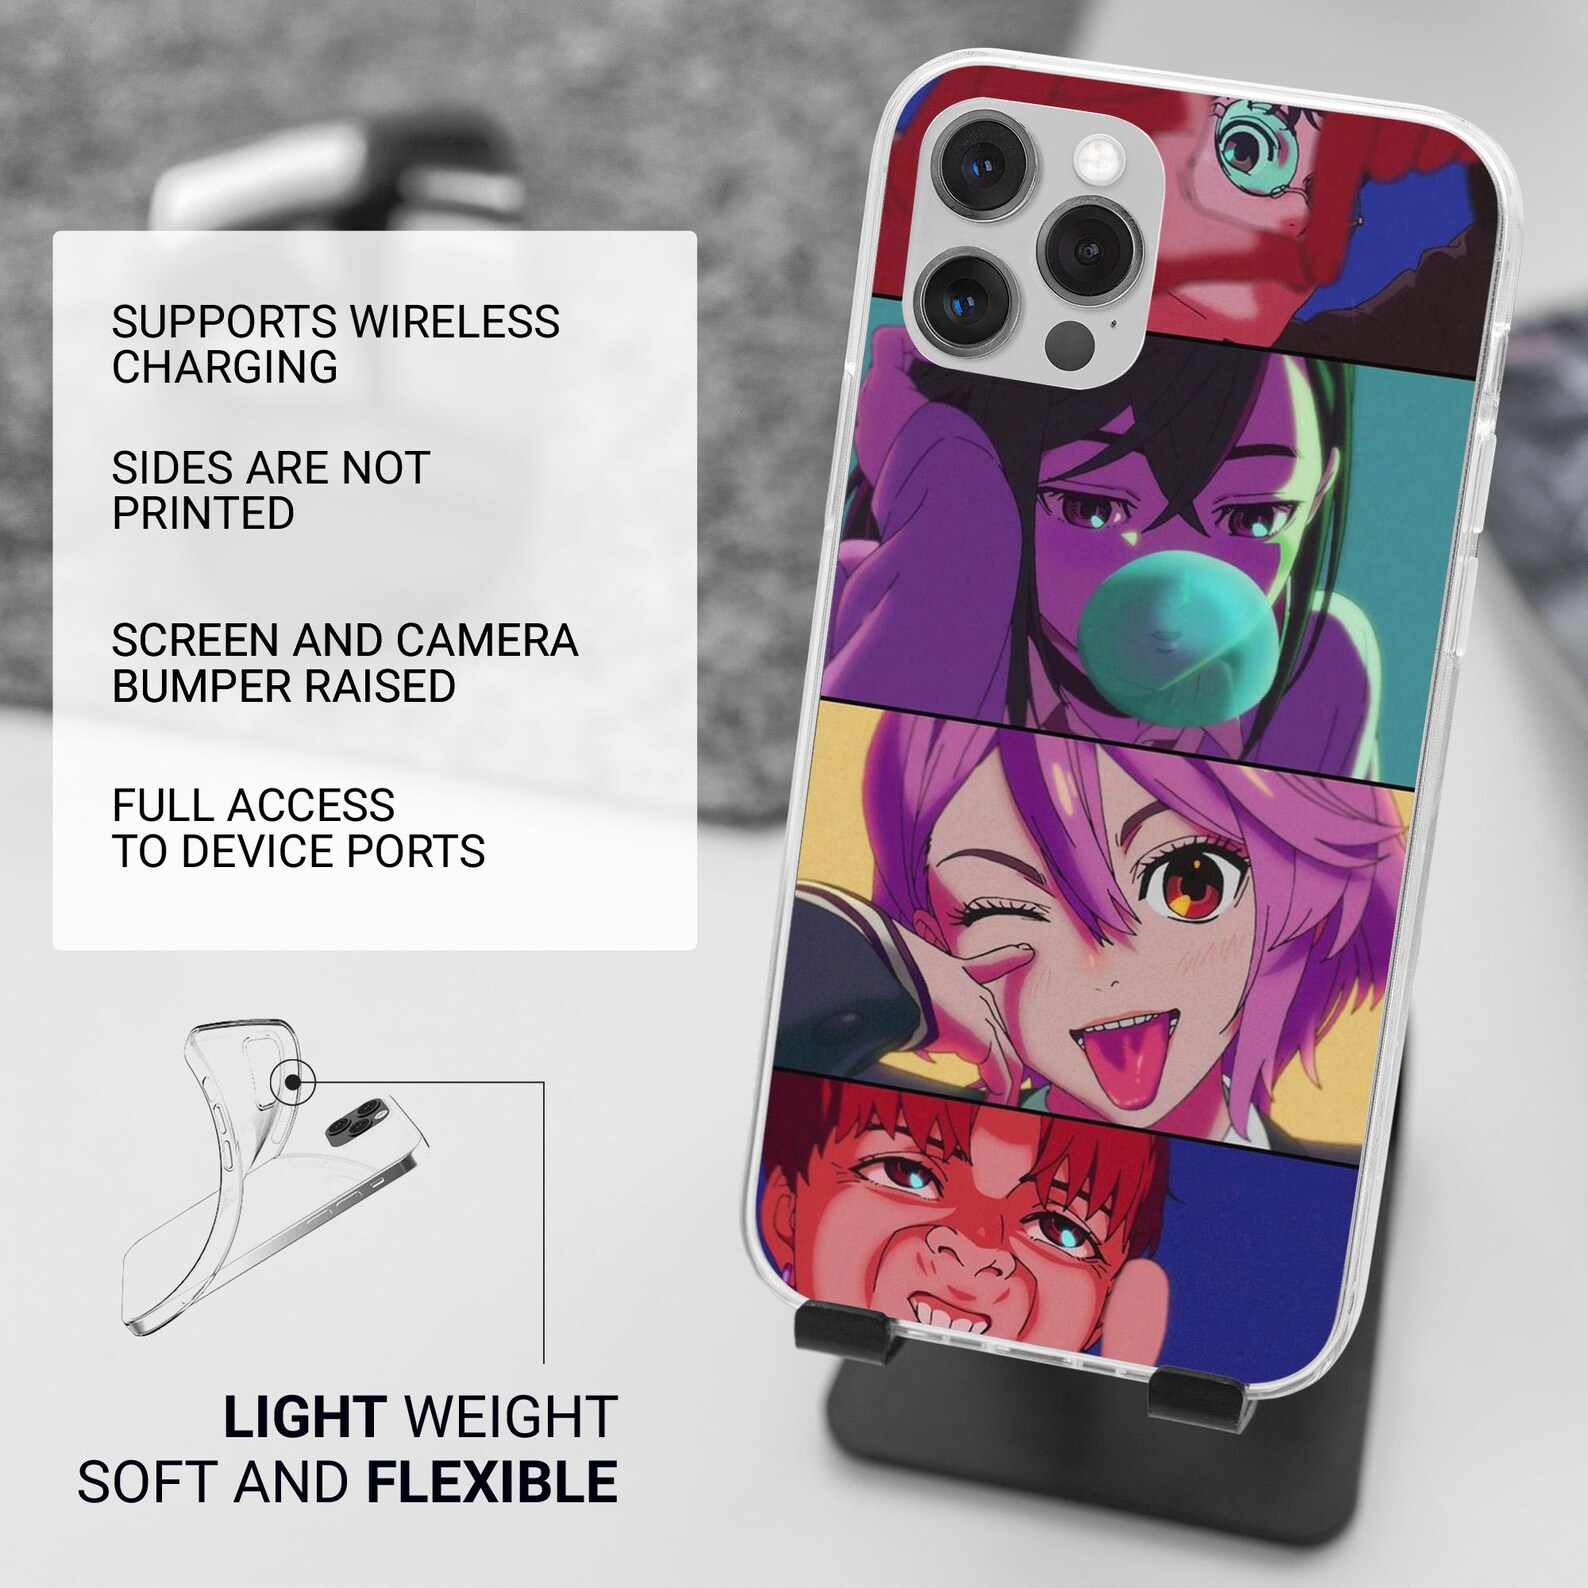 SUPPORTS WIRELESS
CHARGING
SIDES ARE NOT
PRINTED
SCREEN AND CAMERA
BUMPER RAISED
FULL ACCESS
TO DEVICE PORTS
LIGHT WEIGHT
SOFT AND FLEXIBLE